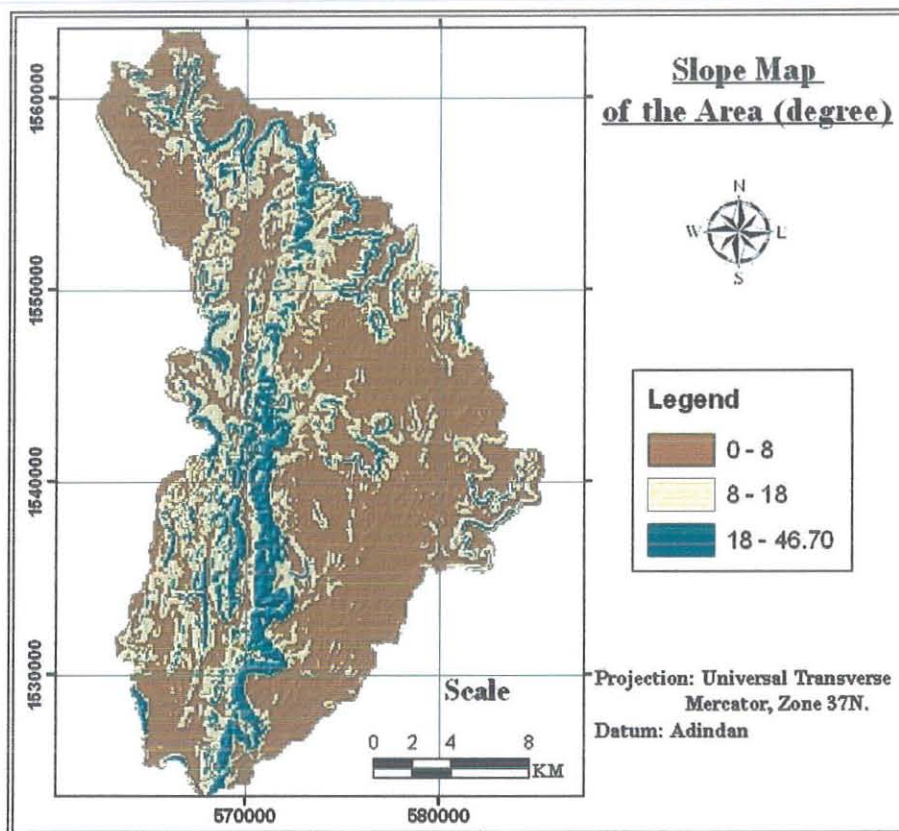 Slope Map
of the Area (degree)
N
W
E
S
1560000
1550000
1540000
1530000
Legend
0 - 8
8 - 18
18 - 46.70
Scale
0 2 4 8
KM
Projection: Universal Transverse
Mercator, Zone 37N.
Datum: Adindan
570000
580000